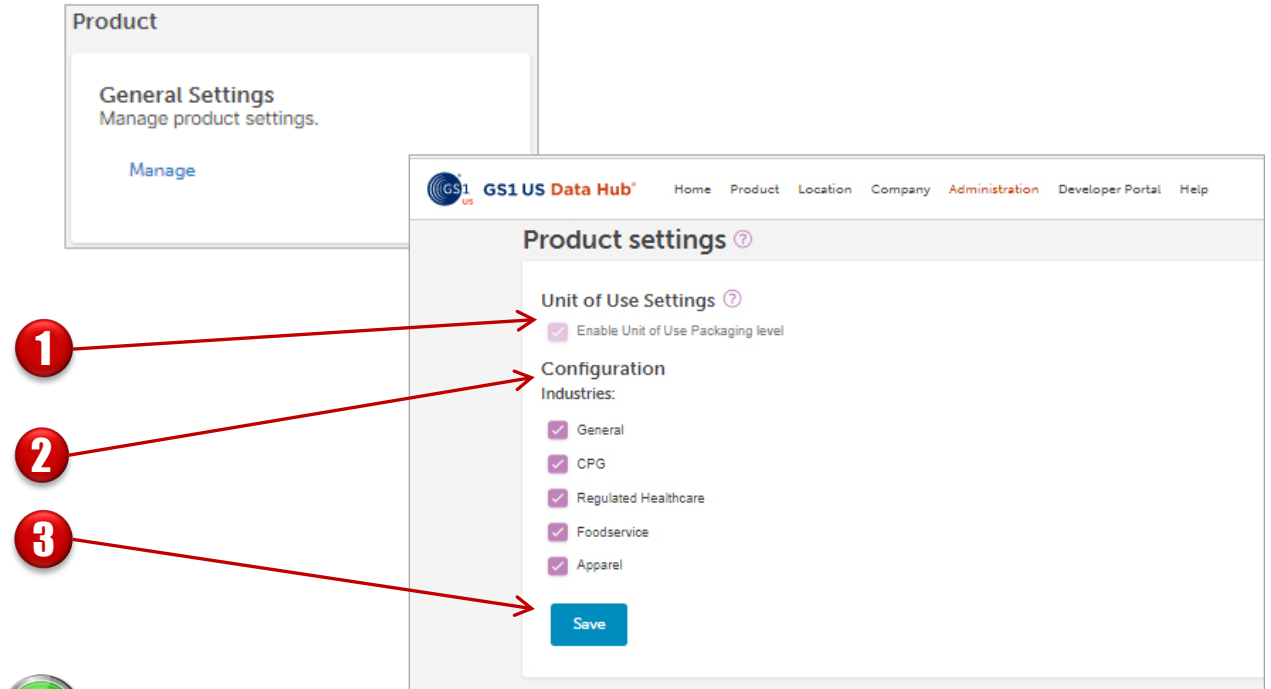 Product
General Settings
Manage product settings.
Manage
GS1 US GS1 US Data Hub® Home Product Location Company Administration Developer Portal Help
Product settings ?
Unit of Use Settings ?
1
Enable Unit of Use Packaging level
Configuration
Industries:
General
2
CPG
Regulated Healthcare
3
Foodservice
Apparel
Save